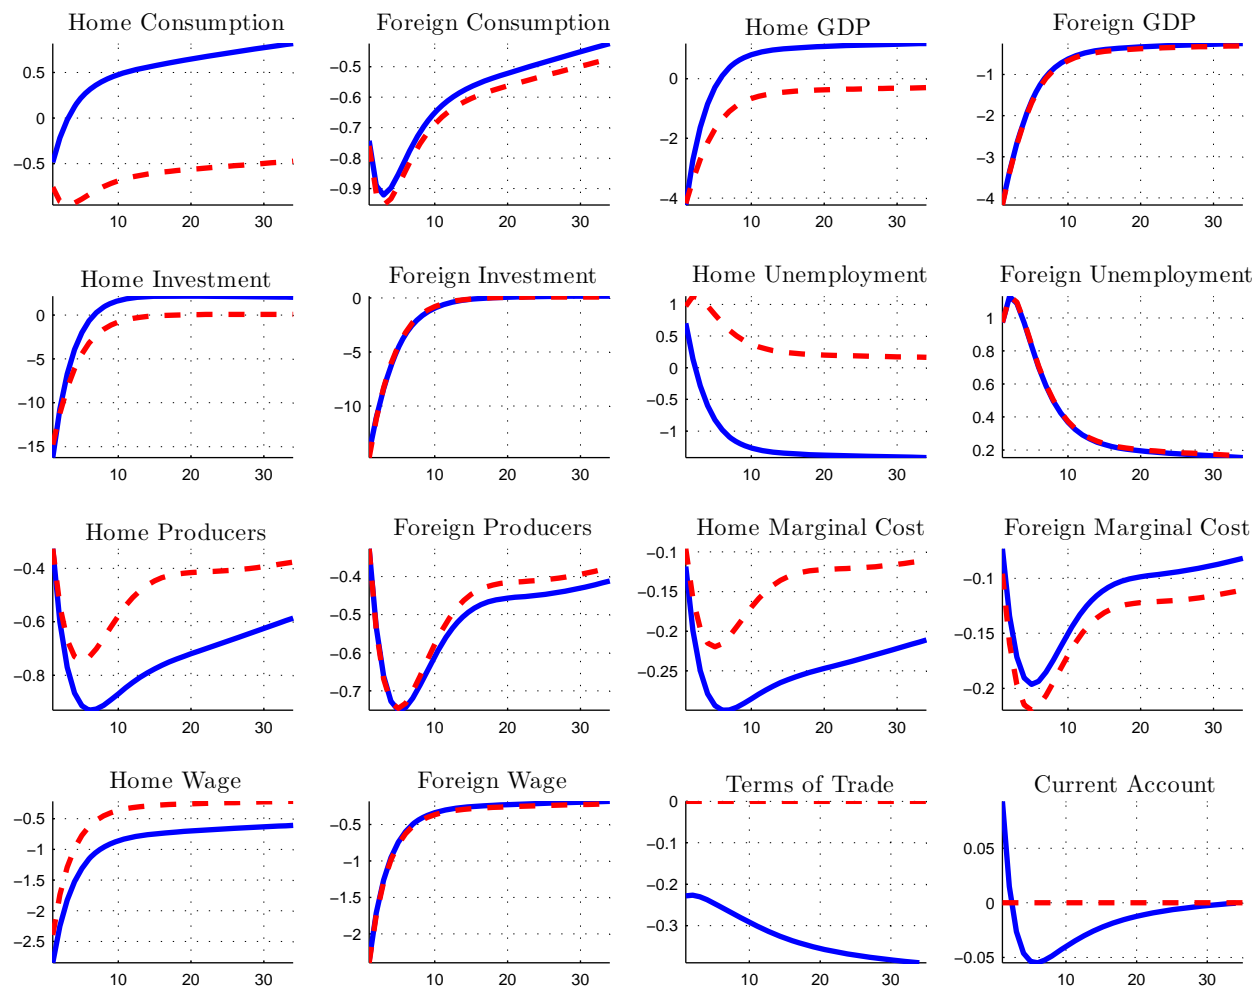 Home Consumption
0.5
0
−0.5
10 20 30
Foreign Consumption
−0.5
−0.6
−0.7
−0.8
−0.9
10 20 30
Home GDP
0
−2
−4
10 20 30
Foreign GDP
−1
−2
−3
−4
10 20 30
Home Investment
0
−5
−10
−15
10 20 30
Foreign Investment
0
−5
−10
10 20 30
Home Unemployment
1
0.5
0
−0.5
−1
10 20 30
Foreign Unemployment
1
0.8
0.6
0.4
0.2
10 20 30
Home Producers
−0.4
−0.6
−0.8
10 20 30
Foreign Producers
−0.4
−0.5
−0.6
−0.7
10 20 30
Home Marginal Cost
−0.1
−0.15
−0.2
−0.25
10 20 30
Foreign Marginal Cost
−0.1
−0.15
−0.2
10 20 30
Home Wage
−0.5
−1
−1.5
−2
−2.5
10 20 30
Foreign Wage
−0.5
−1
−1.5
−2
10 20 30
Terms of Trade
0
−0.1
−0.2
−0.3
10 20 30
Current Account
0.05
0
−0.05
10 20 30